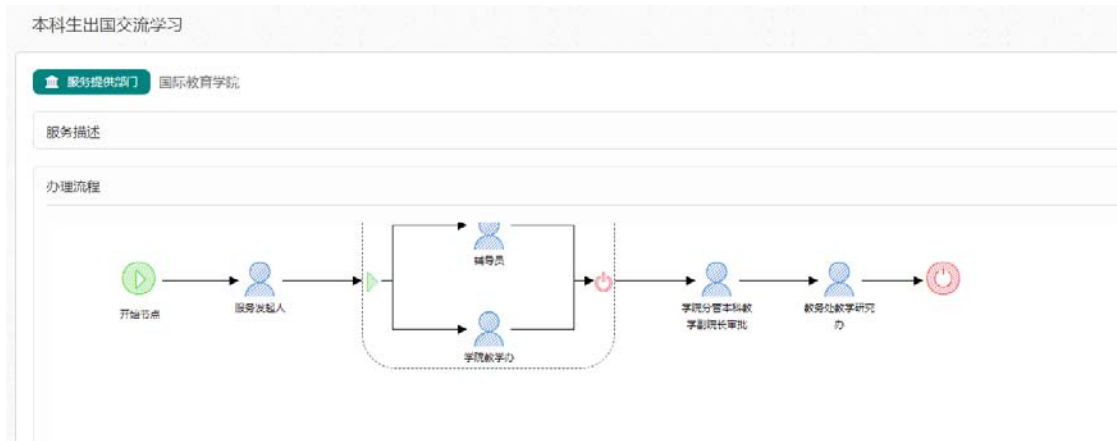 本科生出国交流学习
服务提供部门 国际教育学院
服务描述
办理流程
辅导员
开始节点
服务发起人
学院教学办
学院分管本科教
学副院长审批
教务处教学研究
办